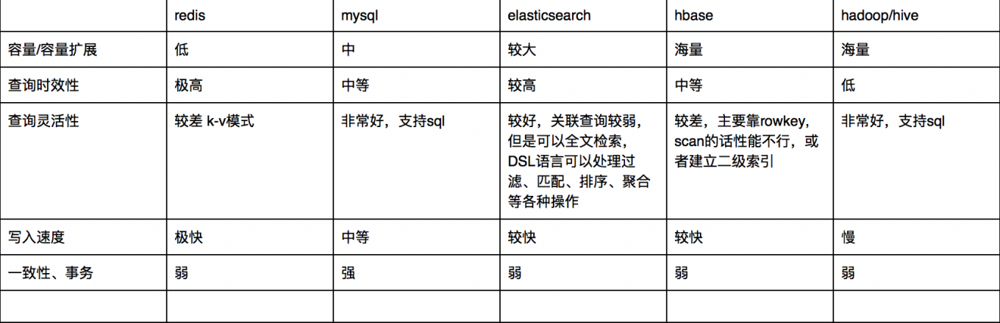 redis mysql elasticsearch hbase hadoop/hive
容量/容量扩展 低 中 较大 海量 海量
查询时效性 极高 中等 较高 中等 低
查询灵活性 较差 k-v模式 非常好，支持sql 较好，关联查询较弱， 较差，主要靠rowkey， 非常好，支持sql
但是可以全文检索， scan的话性能不行，或
DSL语言可以处理过 者建立二级索引
滤、匹配、排序、聚合
等各种操作
写入速度 极快 中等 较快 较快 慢
一致性、事务 弱 强 弱 弱 弱